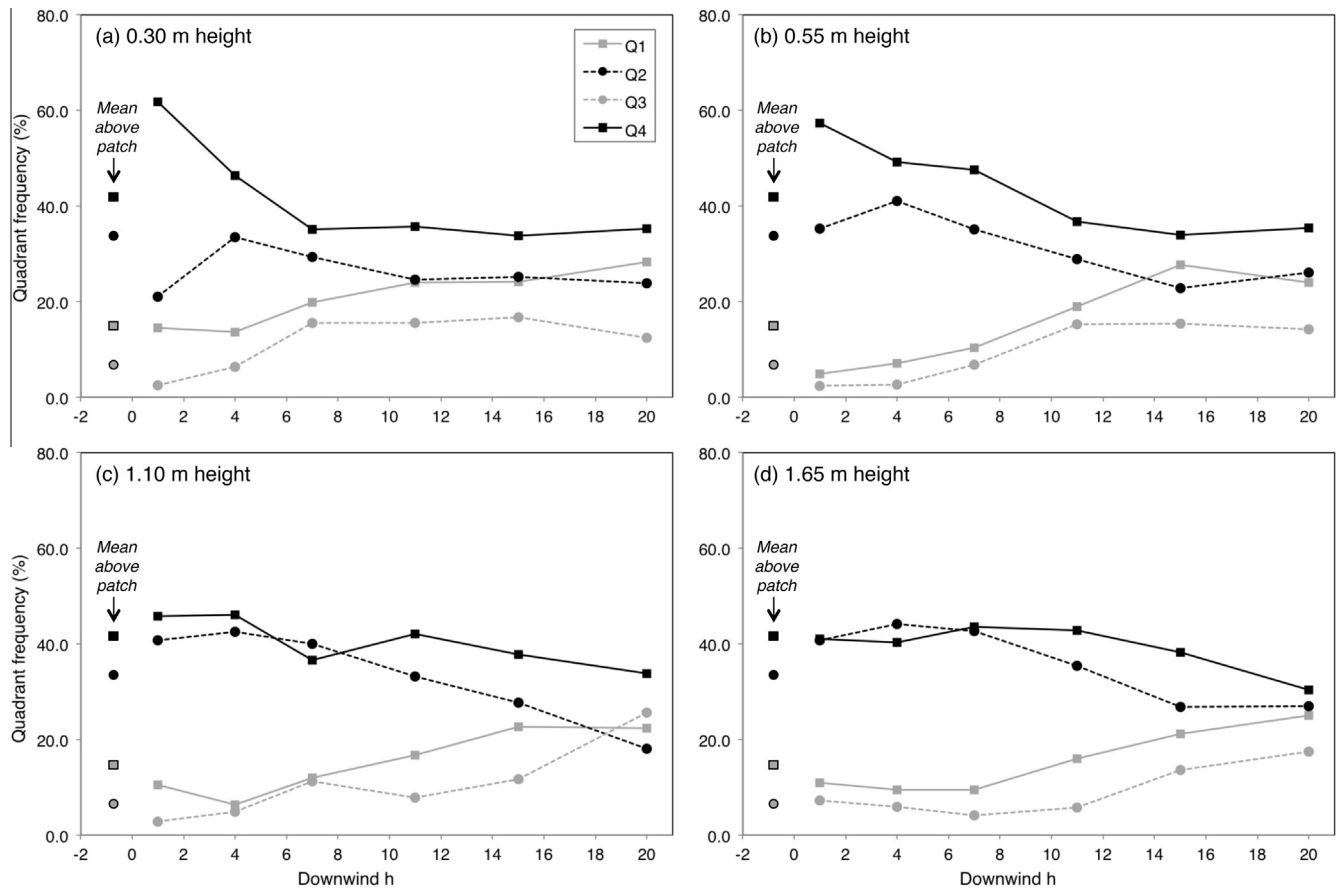 (a) 0.30 m height
Q1
Q2
Q3
Q4
Mean
above
patch
Quadrant frequency (%)
80.0
60.0
40.0
20.0
0.0
-2 0 2 4 6 8 10 12 14 16 18 20
(b) 0.55 m height
Mean
above
patch
80.0
60.0
40.0
20.0
0.0
-2 0 2 4 6 8 10 12 14 16 18 20
(c) 1.10 m height
Mean
above
patch
Quadrant frequency (%)
80.0
60.0
40.0
20.0
0.0
-2 0 2 4 6 8 10 12 14 16 18 20
Downwind h
(d) 1.65 m height
Mean
above
patch
80.0
60.0
40.0
20.0
0.0
-2 0 2 4 6 8 10 12 14 16 18 20
Downwind h